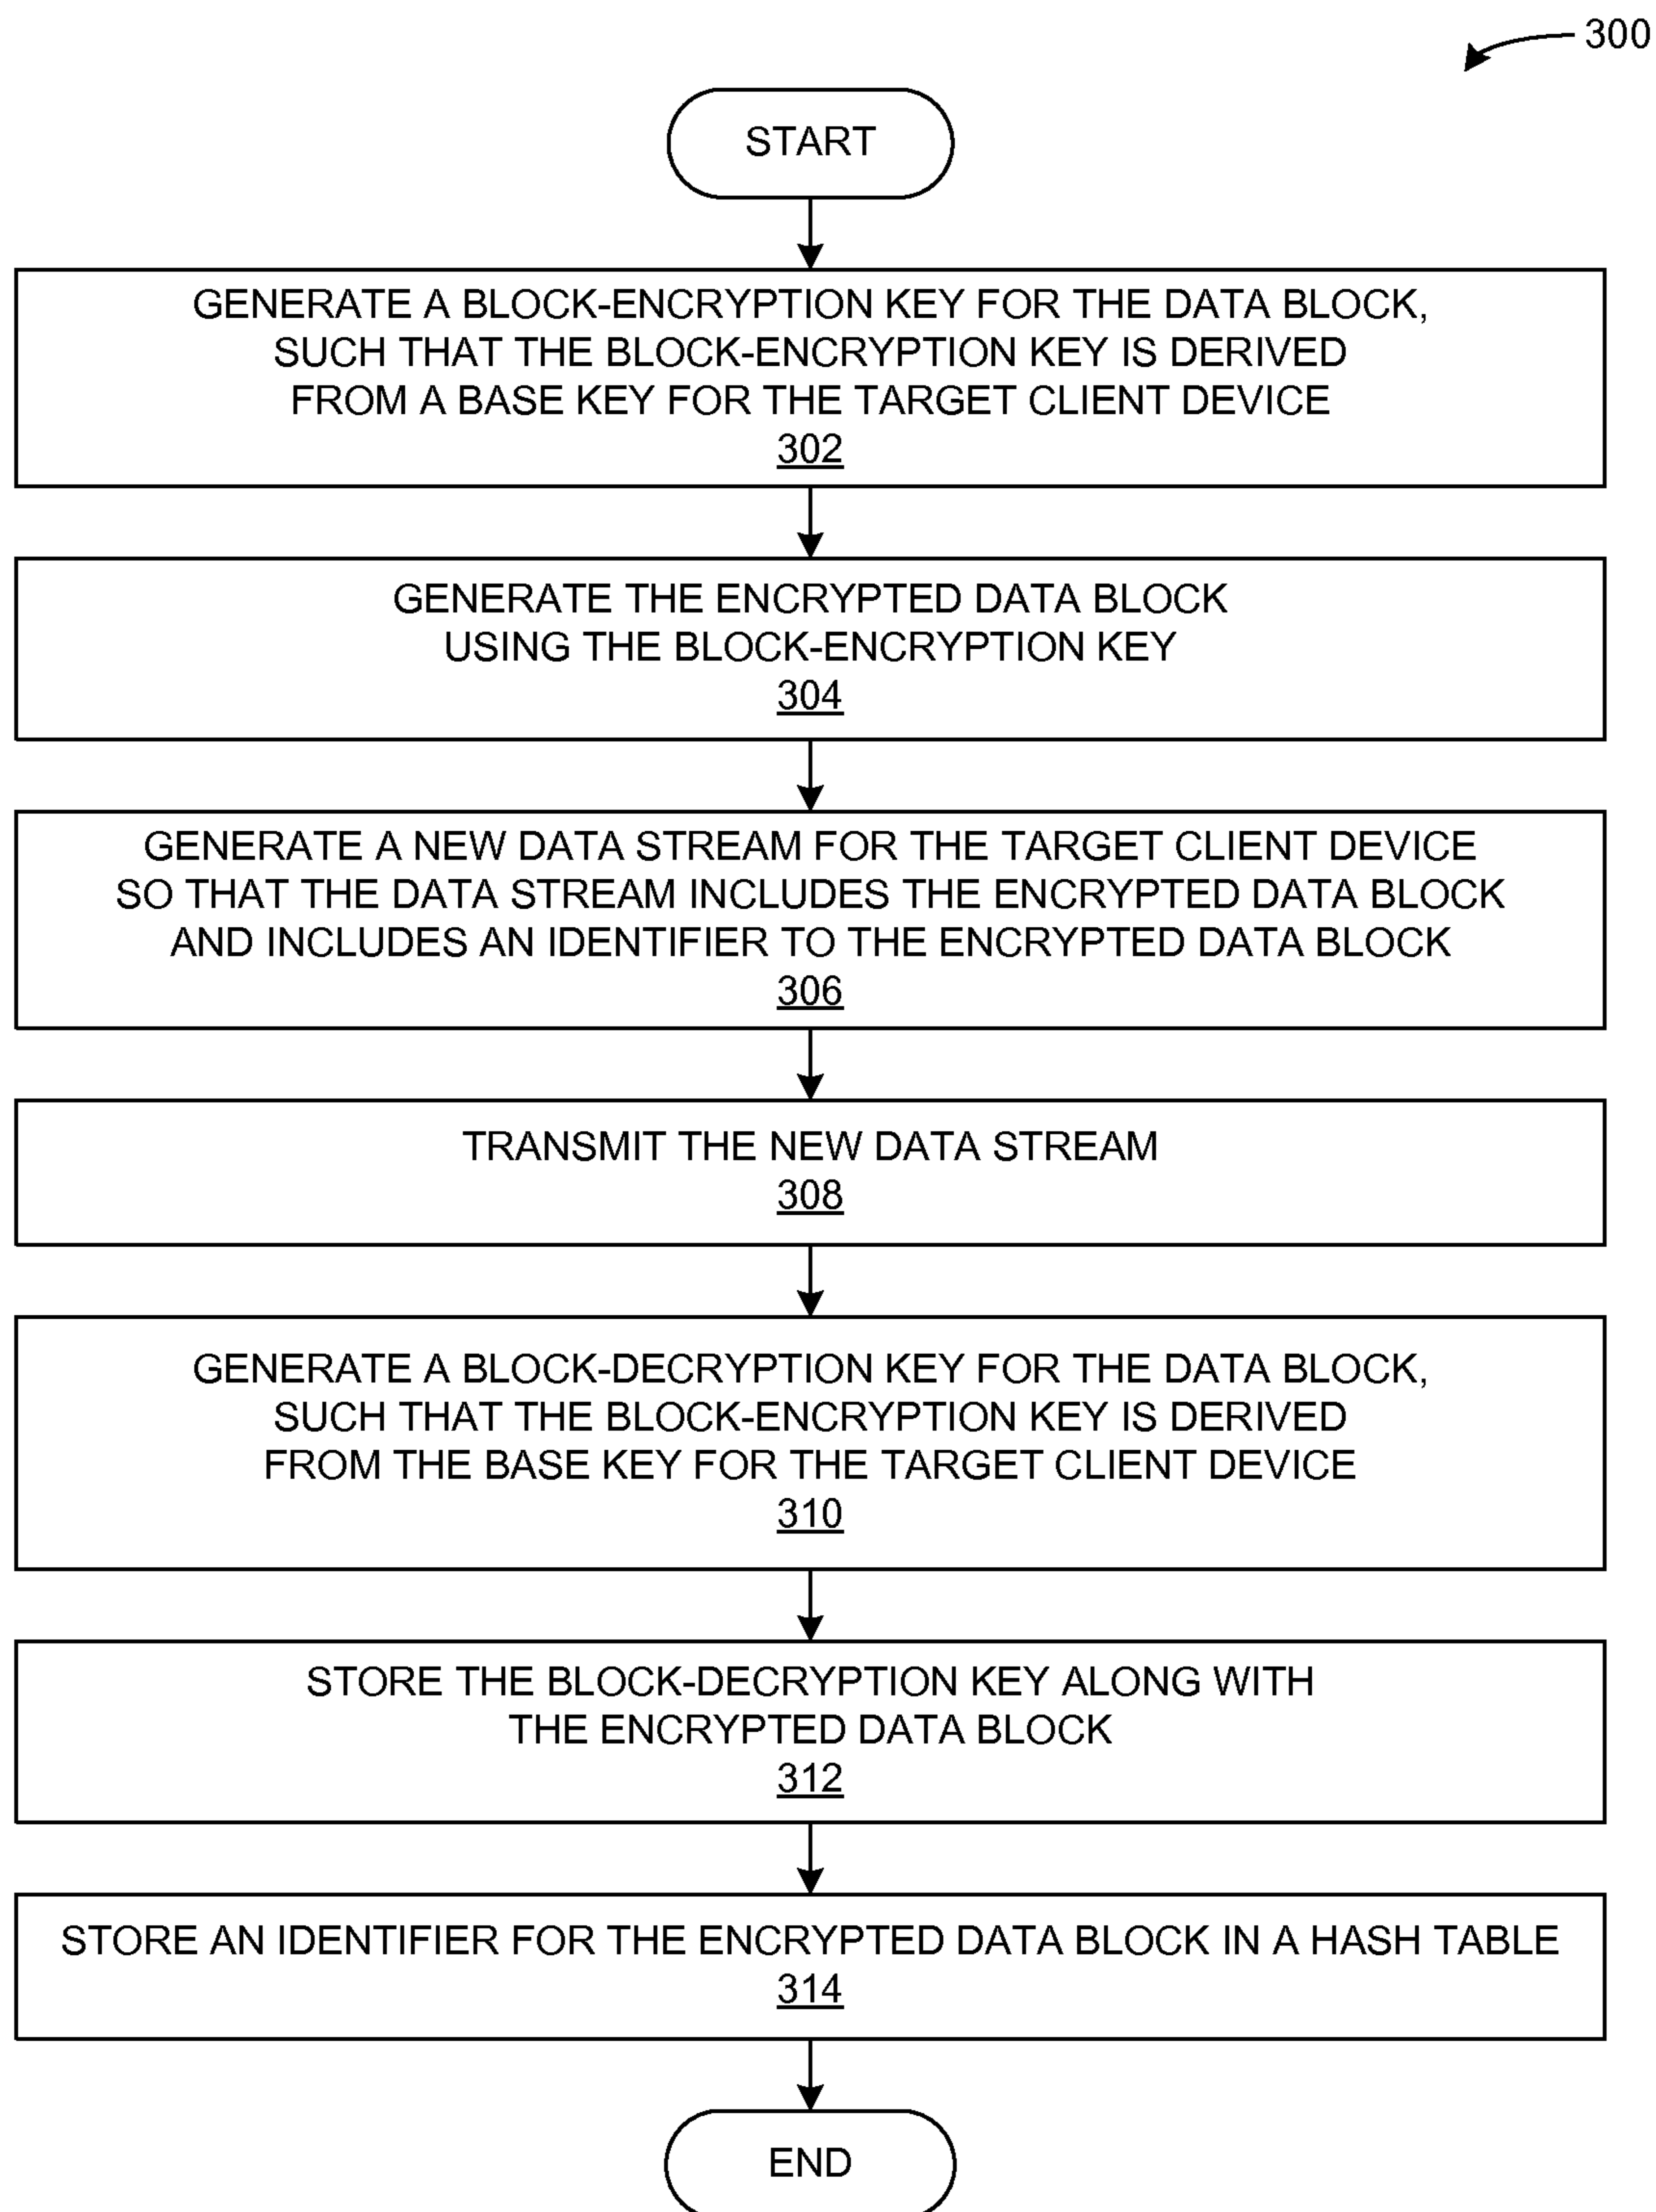 300
START
GENERATE A BLOCK-ENCRYPTION KEY FOR THE DATA BLOCK,
SUCH THAT THE BLOCK-ENCRYPTION KEY IS DERIVED
FROM A BASE KEY FOR THE TARGET CLIENT DEVICE
302
GENERATE THE ENCRYPTED DATA BLOCK
USING THE BLOCK-ENCRYPTION KEY
304
GENERATE A NEW DATA STREAM FOR THE TARGET CLIENT DEVICE
SO THAT THE DATA STREAM INCLUDES THE ENCRYPTED DATA BLOCK
AND INCLUDES AN IDENTIFIER TO THE ENCRYPTED DATA BLOCK
306
TRANSMIT THE NEW DATA STREAM
308
GENERATE A BLOCK-DECRYPTION KEY FOR THE DATA BLOCK,
SUCH THAT THE BLOCK-ENCRYPTION KEY IS DERIVED
FROM THE BASE KEY FOR THE TARGET CLIENT DEVICE
310
STORE THE BLOCK-DECRYPTION KEY ALONG WITH
THE ENCRYPTED DATA BLOCK
312
STORE AN IDENTIFIER FOR THE ENCRYPTED DATA BLOCK IN A HASH TABLE
314
END